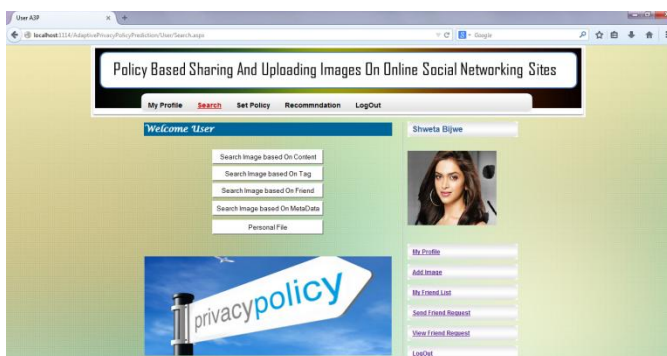 User A3P
localhost:1114/AdaptivePrivacyPolicyPrediction/User/Search.aspx
Google
Policy Based Sharing And Uploading Images On Online Social Networking Sites
My Profile Search Set Policy Recommndation LogOut
Welcome User
Shweta Bijwe
Search Image based On Content
Search Image based On Tag
Search Image based On Friend
Search Image based On MetaData
Personal File
privacypolicy
My Profile
Add Image
My Friend List
Send Friend Request
View Friend Request
LogOut